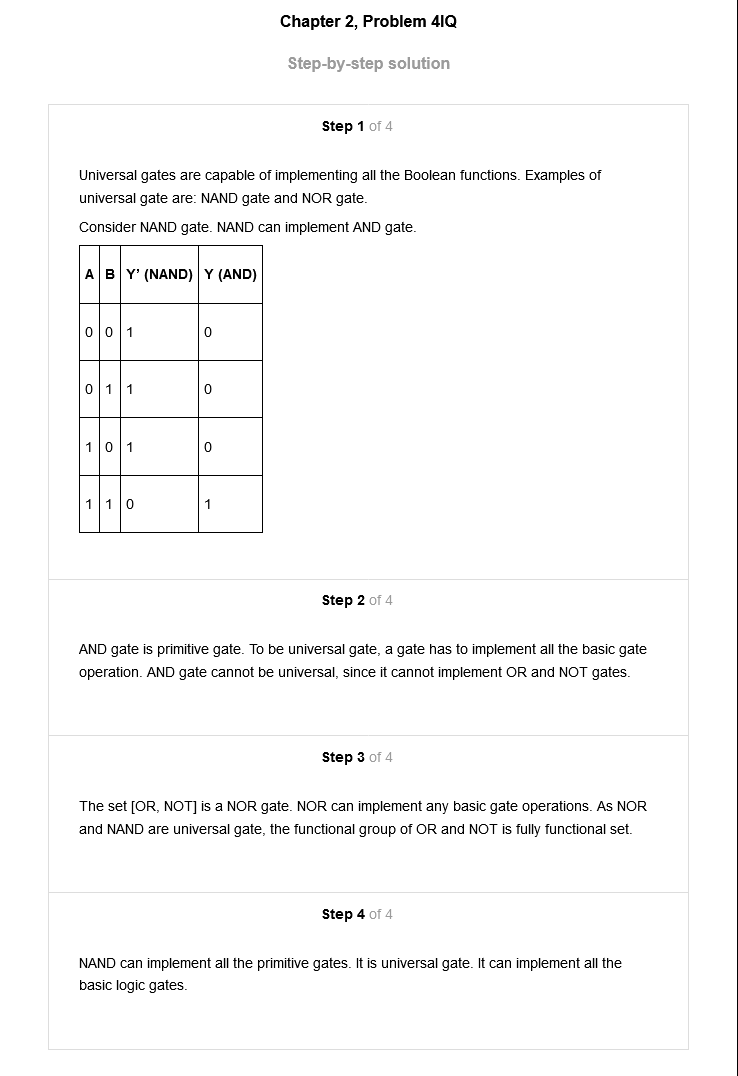 Chapter 2, Problem 4IQ
Step-by-step solution
Step 1 of 4
Universal gates are capable of implementing all the Boolean functions. Examples of
universal gate are: NAND gate and NOR gate.
Consider NAND gate. NAND can implement AND gate.
A B Y' (NAND) Y (AND)
0 0 1 0
0 1 1 0
1 0 1 0
1 1 0 1
Step 2 of 4
AND gate is primitive gate. To be universal gate, a gate has to implement all the basic gate
operation. AND gate cannot be universal, since it cannot implement OR and NOT gates.
Step 3 of 4
The set [OR, NOT] is a NOR gate. NOR can implement any basic gate operations. As NOR
and NAND are universal gate, the functional group of OR and NOT is fully functional set.
Step 4 of 4
NAND can implement all the primitive gates. It is universal gate. It can implement all the
basic logic gates.